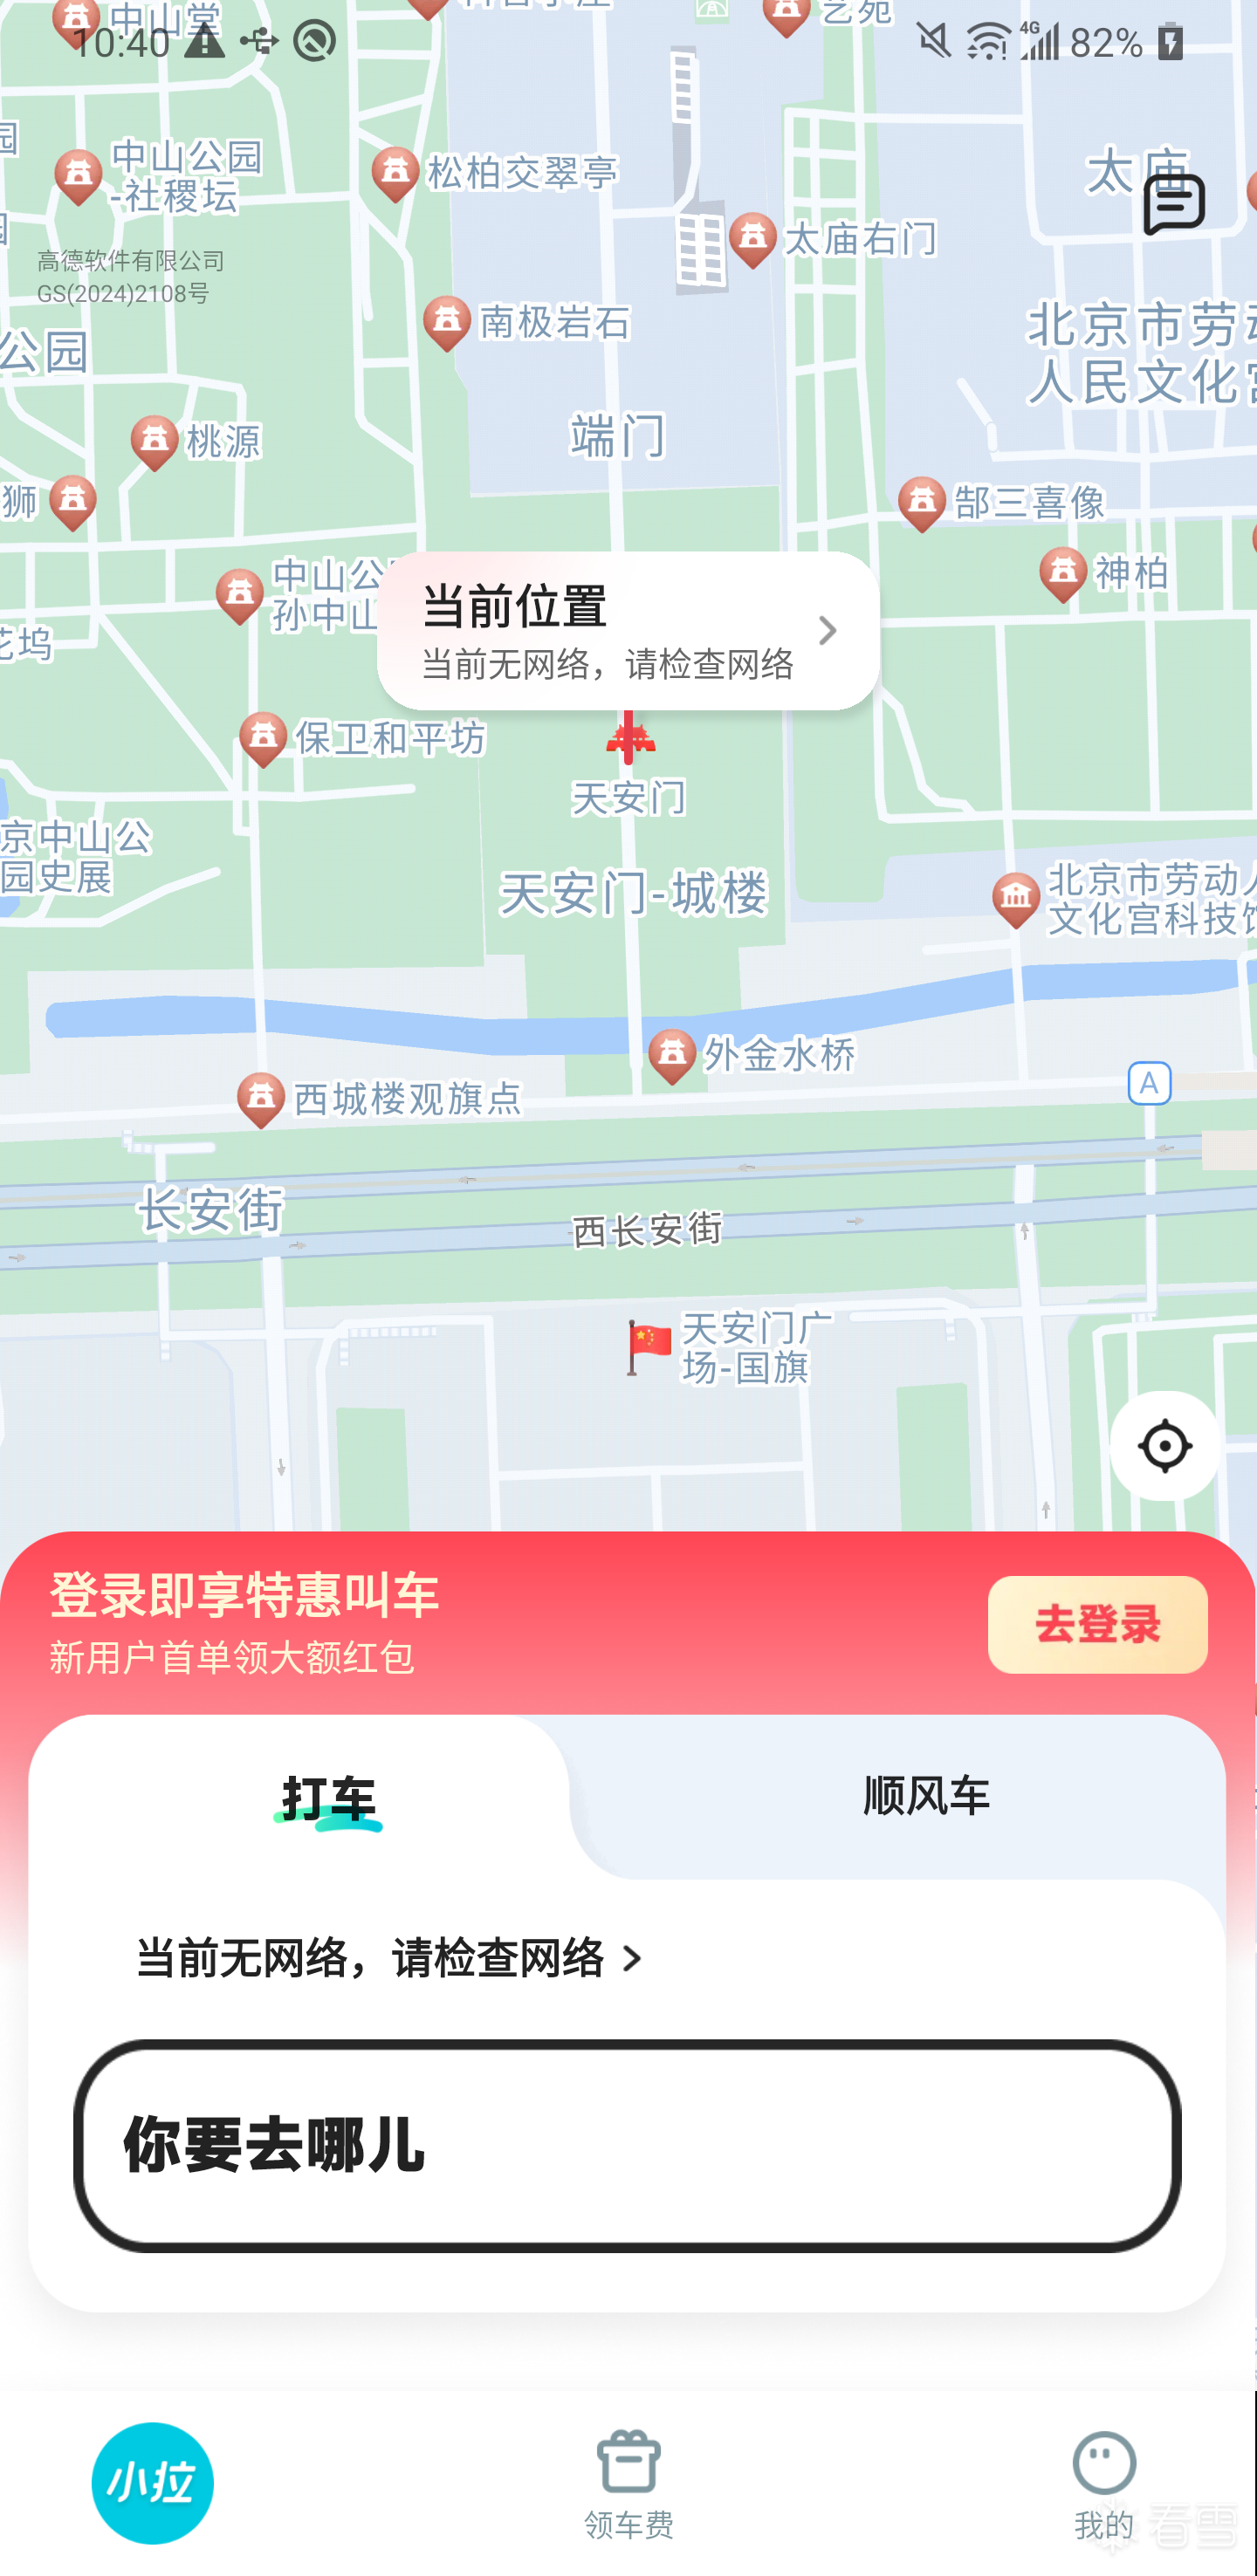 中山堂
艺苑
10:40
4G
82%
中山公园
-社稷坛
松柏交翠亭
太庙
太庙右门
高德软件有限公司
GS(2024)2108号
南极岩石
北京市劳动
人民文化宫
公园
端门
桃源
狮
郜三喜像
中山公
孙中山
神柏
花坞
当前位置
当前无网络，请检查网络
保卫和平坊
天安门
京中山公
园史展
天安门-城楼
北京市劳动人
文化宫科技馆
外金水桥
西城楼观旗点
A
长安街
西长安街
天安门广
场-国旗
登录即享特惠叫车
新用户首单领大额红包
去登录
打车
顺风车
当前无网络，请检查网络
你要去哪儿
小拉
领车费
我的
看雪